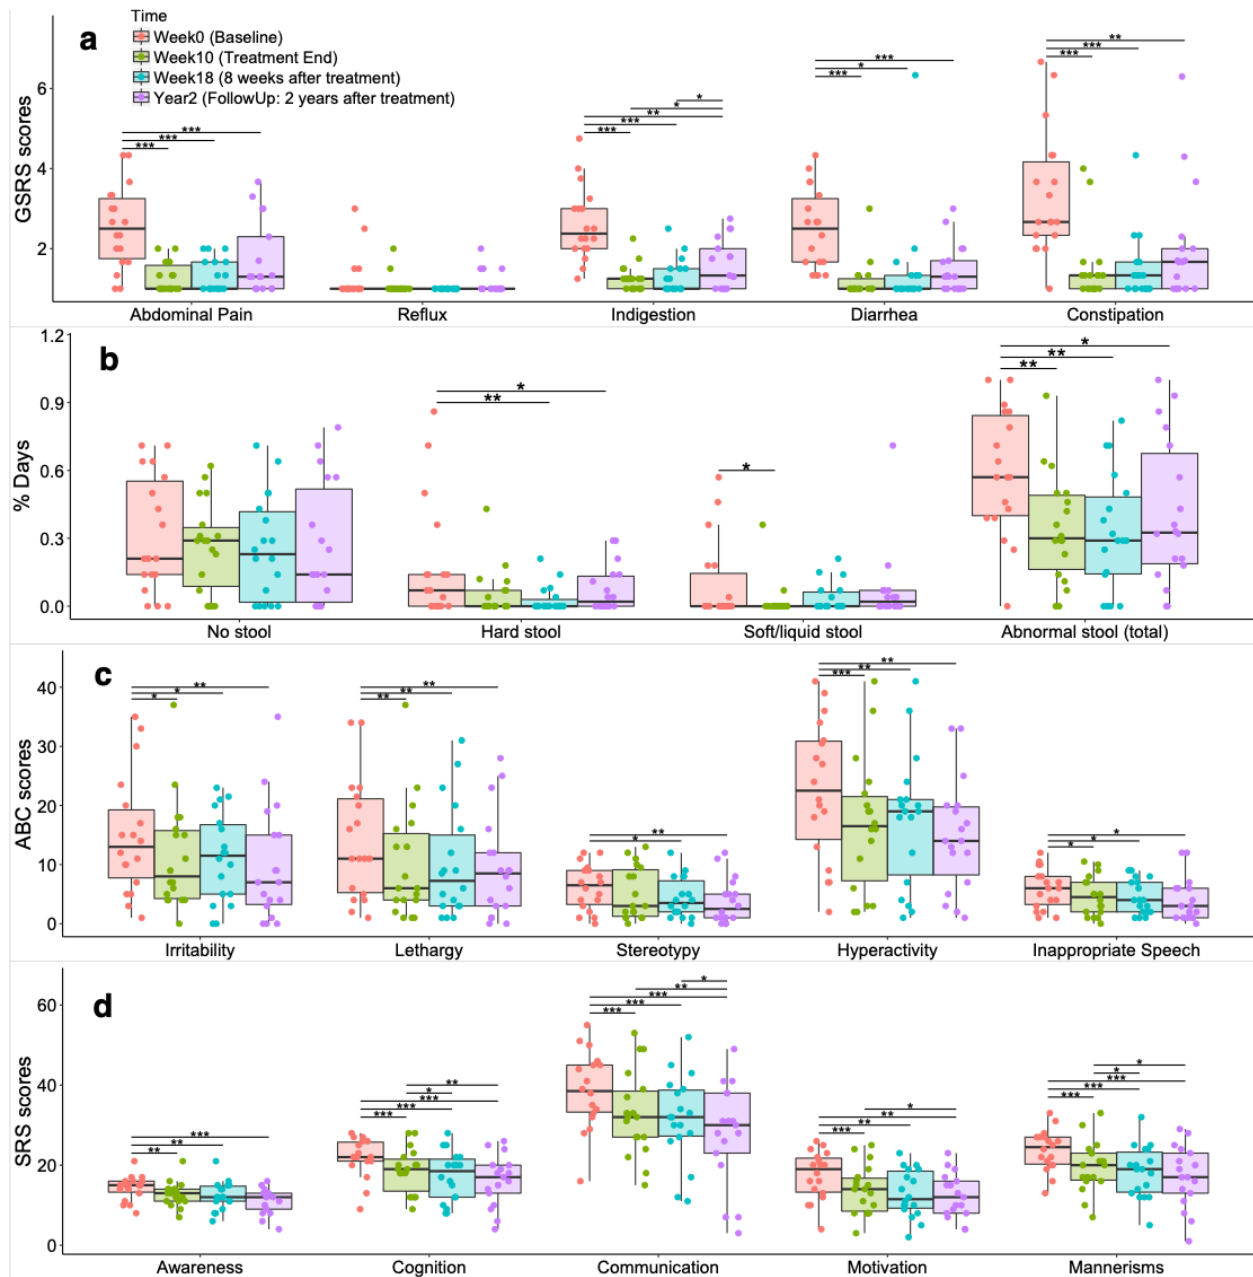 Time
a
Week0 (Baseline)
Week10 (Treatment End)
Week18 (8 weeks after treatment)
Year2 (FollowUp: 2 years after treatment)
GSRS scores
6
4
2
*** *** ***
* * ** *** ***
*** * ***
** *** ***
Abdominal Pain Reflux Indigestion Diarrhea Constipation
b
% Days
1.2
0.9
0.6
0.3
0.0
* **
*
* ** **
No stool Hard stool Soft/liquid stool Abnormal stool (total)
c
ABC scores
40
30
20
10
0
** * *
** ** **
** *
** ** ***
* * *
Irritability Lethargy Stereotypy Hyperactivity Inappropriate Speech
d
SRS scores
60
40
20
0
*** ** **
** * *** *** ***
* ** *** *** ***
* ** ** ***
* * *** *** ***
Awareness Cognition Communication Motivation Mannerisms